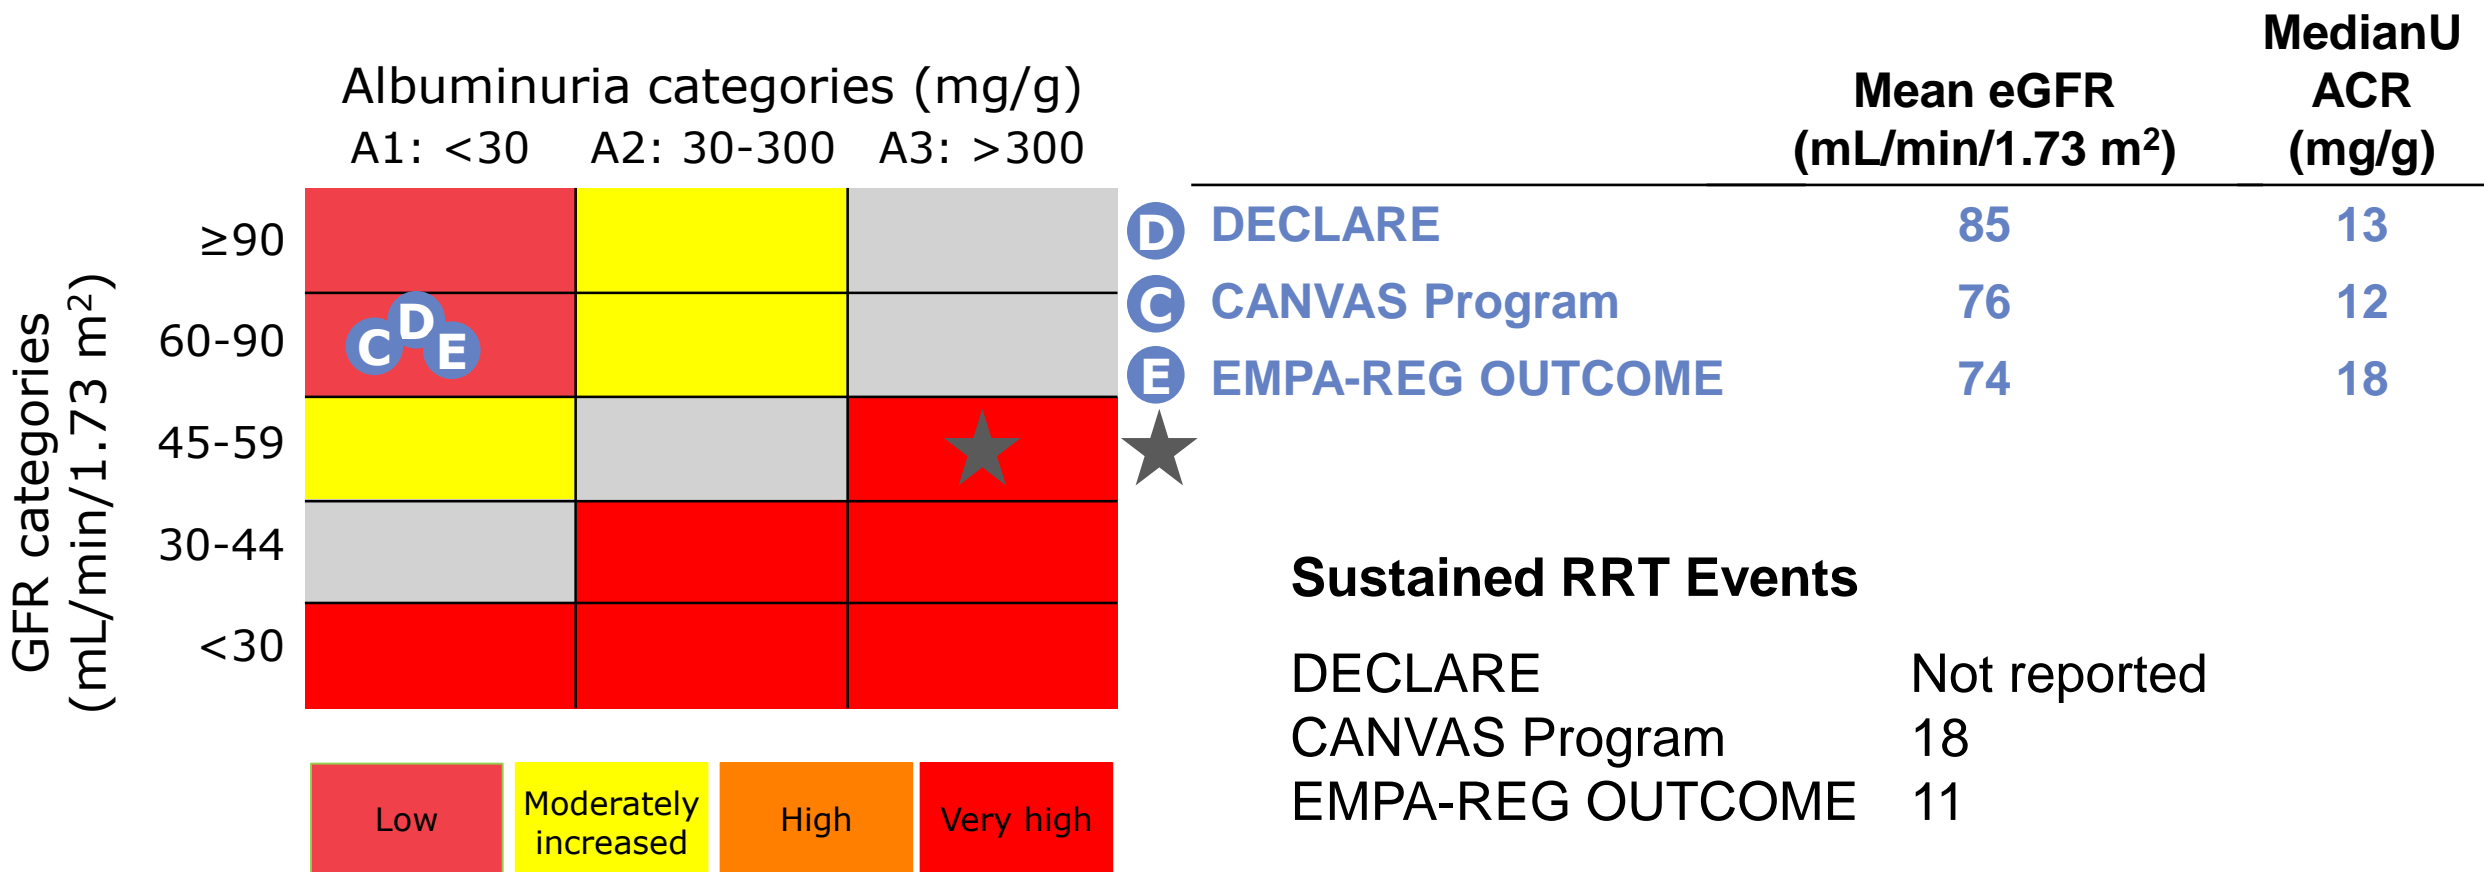 Albuminuria categories (mg/g)
A1: <30 A2: 30-300 A3: >300
GFR categories
(mL/min/1.73 m²)
≥90
60-90
45-59
30-44
<30
C
D
E
Low
Moderately
increased
High
Very high
MedianU
Mean eGFR ACR
(mL/min/1.73 m²) (mg/g)
D DECLARE 85 13
C CANVAS Program 76 12
E EMPA-REG OUTCOME 74 18
Sustained RRT Events
DECLARE Not reported
CANVAS Program 18
EMPA-REG OUTCOME 11